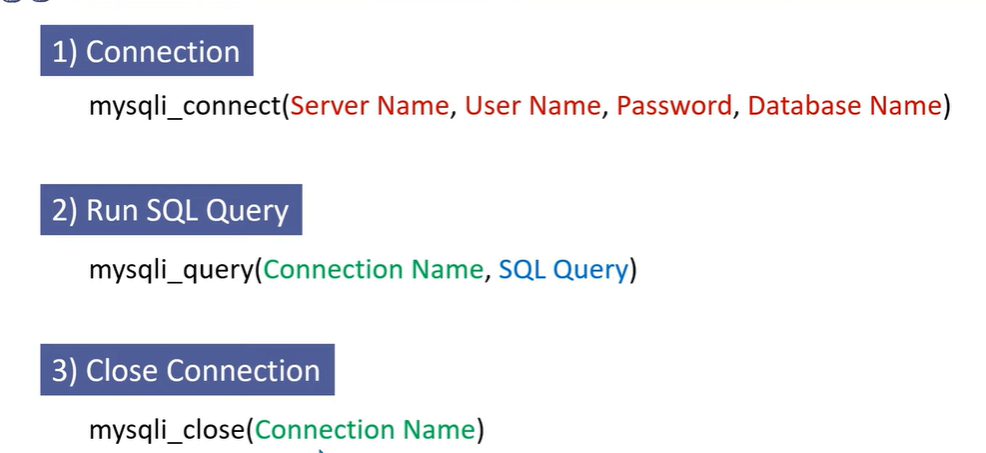 1) Connection
mysqli_connect(Server Name, User Name, Password, Database Name)
2) Run SQL Query
mysqli_query(Connection Name, SQL Query)
3) Close Connection
mysqli_close(Connection Name)